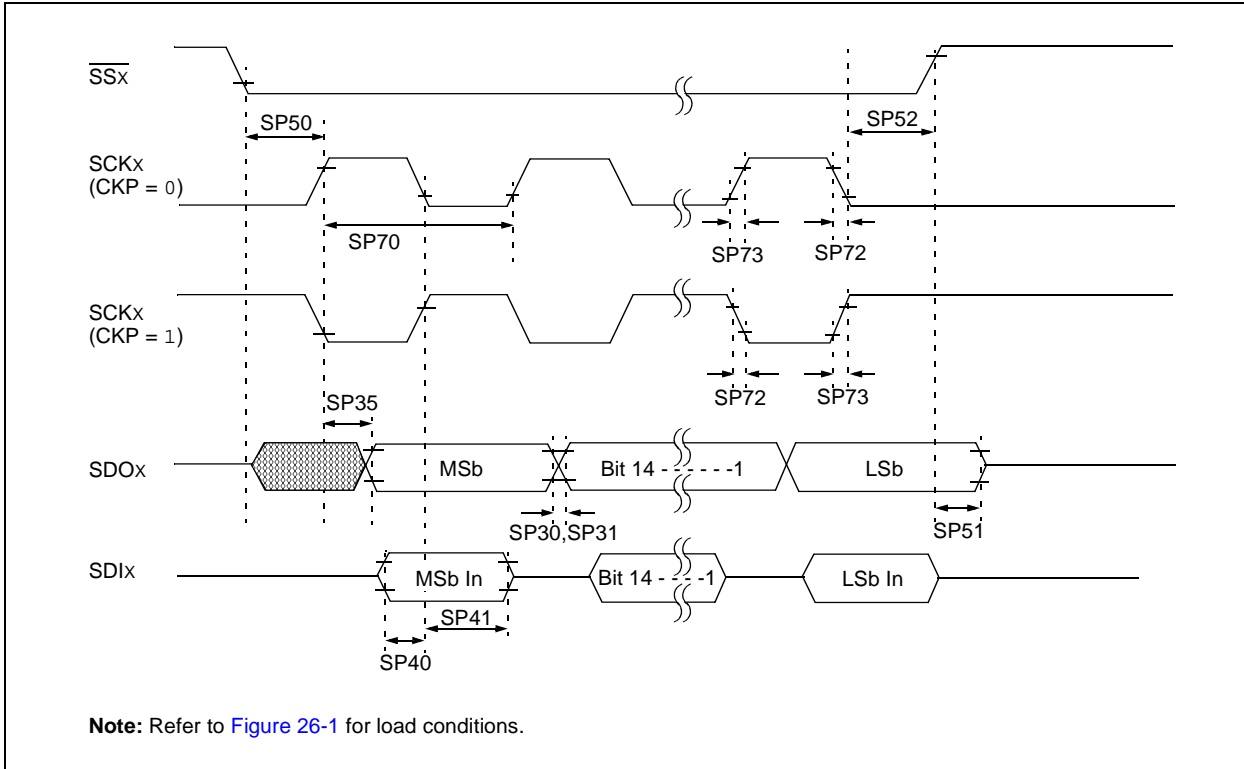 SSX
SP50
SP52
SCKX
(CKP = 0)
SP70
SP73
SP72
SCKX
(CKP = 1)
SP72
SP73
SP35
SDOX
MSb
Bit 14 - - - - - -1
LSb
SP30,SP31
SP51
SDIX
MSb In
Bit 14 - - - -1
LSb In
SP41
SP40
Note: Refer to Figure 26-1 for load conditions.